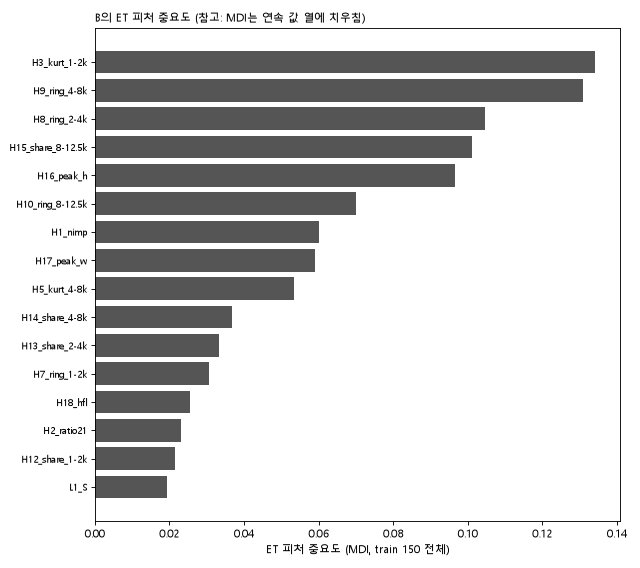 B의 ET 피처 중요도 (참고: MDI는 연속 값 열에 치우침)
H3_kurt_1-2k
H9_ring_4-8k
H8_ring_2-4k
H15_share_8-12.5k
H16_peak_h
H10_ring_8-12.5k
H1_nimp
H17_peak_w
H5_kurt_4-8k
H14_share_4-8k
H13_share_2-4k
H7_ring_1-2k
H18_hfl
H2_ratio21
H12_share_1-2k
L1_S
0.00 0.02 0.04 0.06 0.08 0.10 0.12 0.14
ET 피처 중요도 (MDI, train 150 전체)